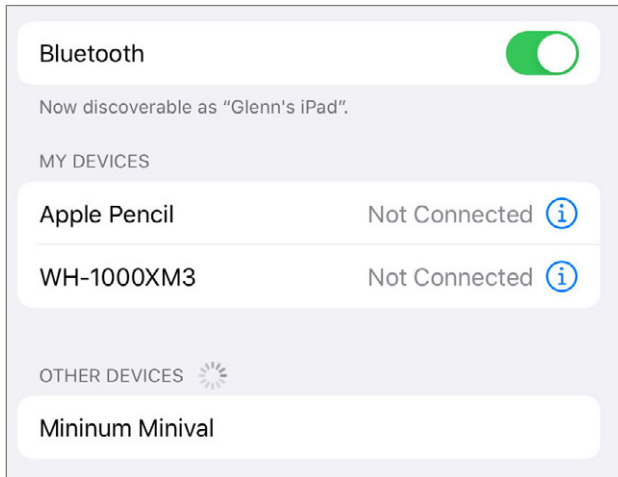 Bluetooth
Now discoverable as “Glenn's iPad”.
MY DEVICES
Apple Pencil Not Connected
WH-1000XM3 Not Connected
OTHER DEVICES
Mininum Minival